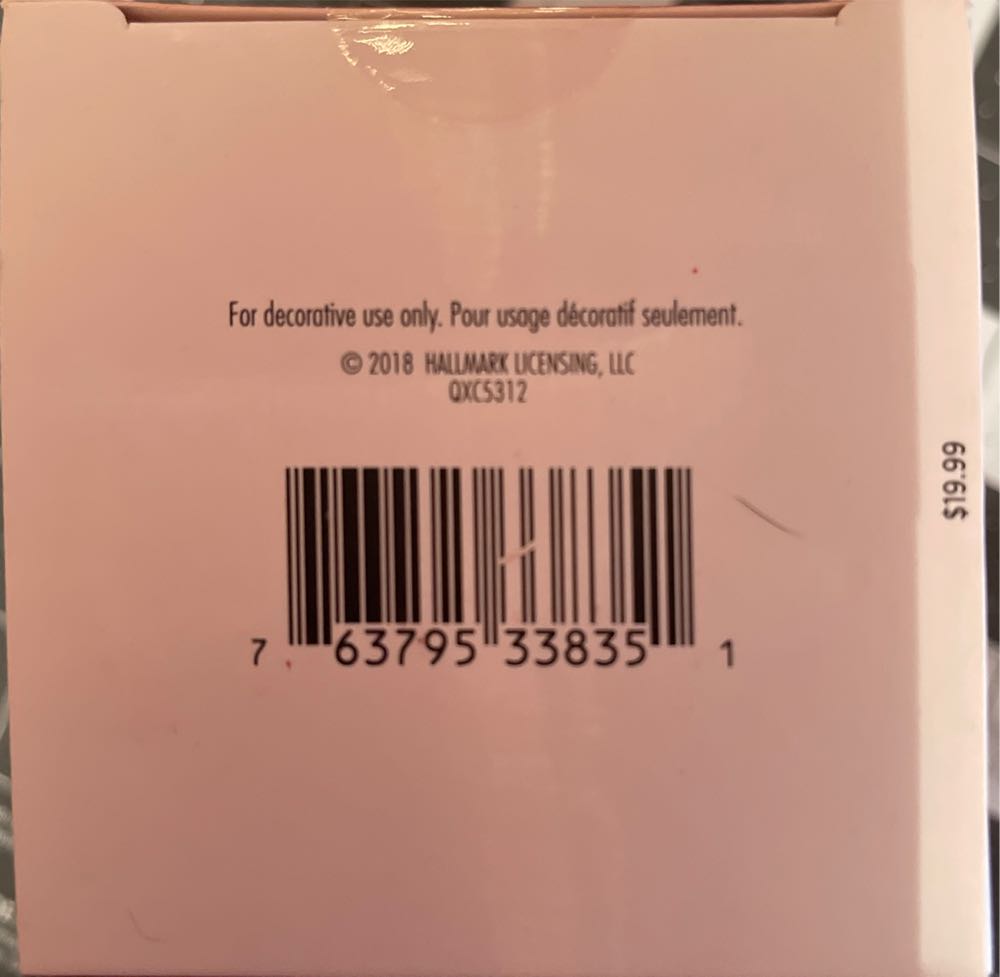 For decorative use only. Pour usage décoratif seulement.
© 2018 HALLMARK LICENSING, LLC
QXC5312
$19.99
7 63795 33835 1